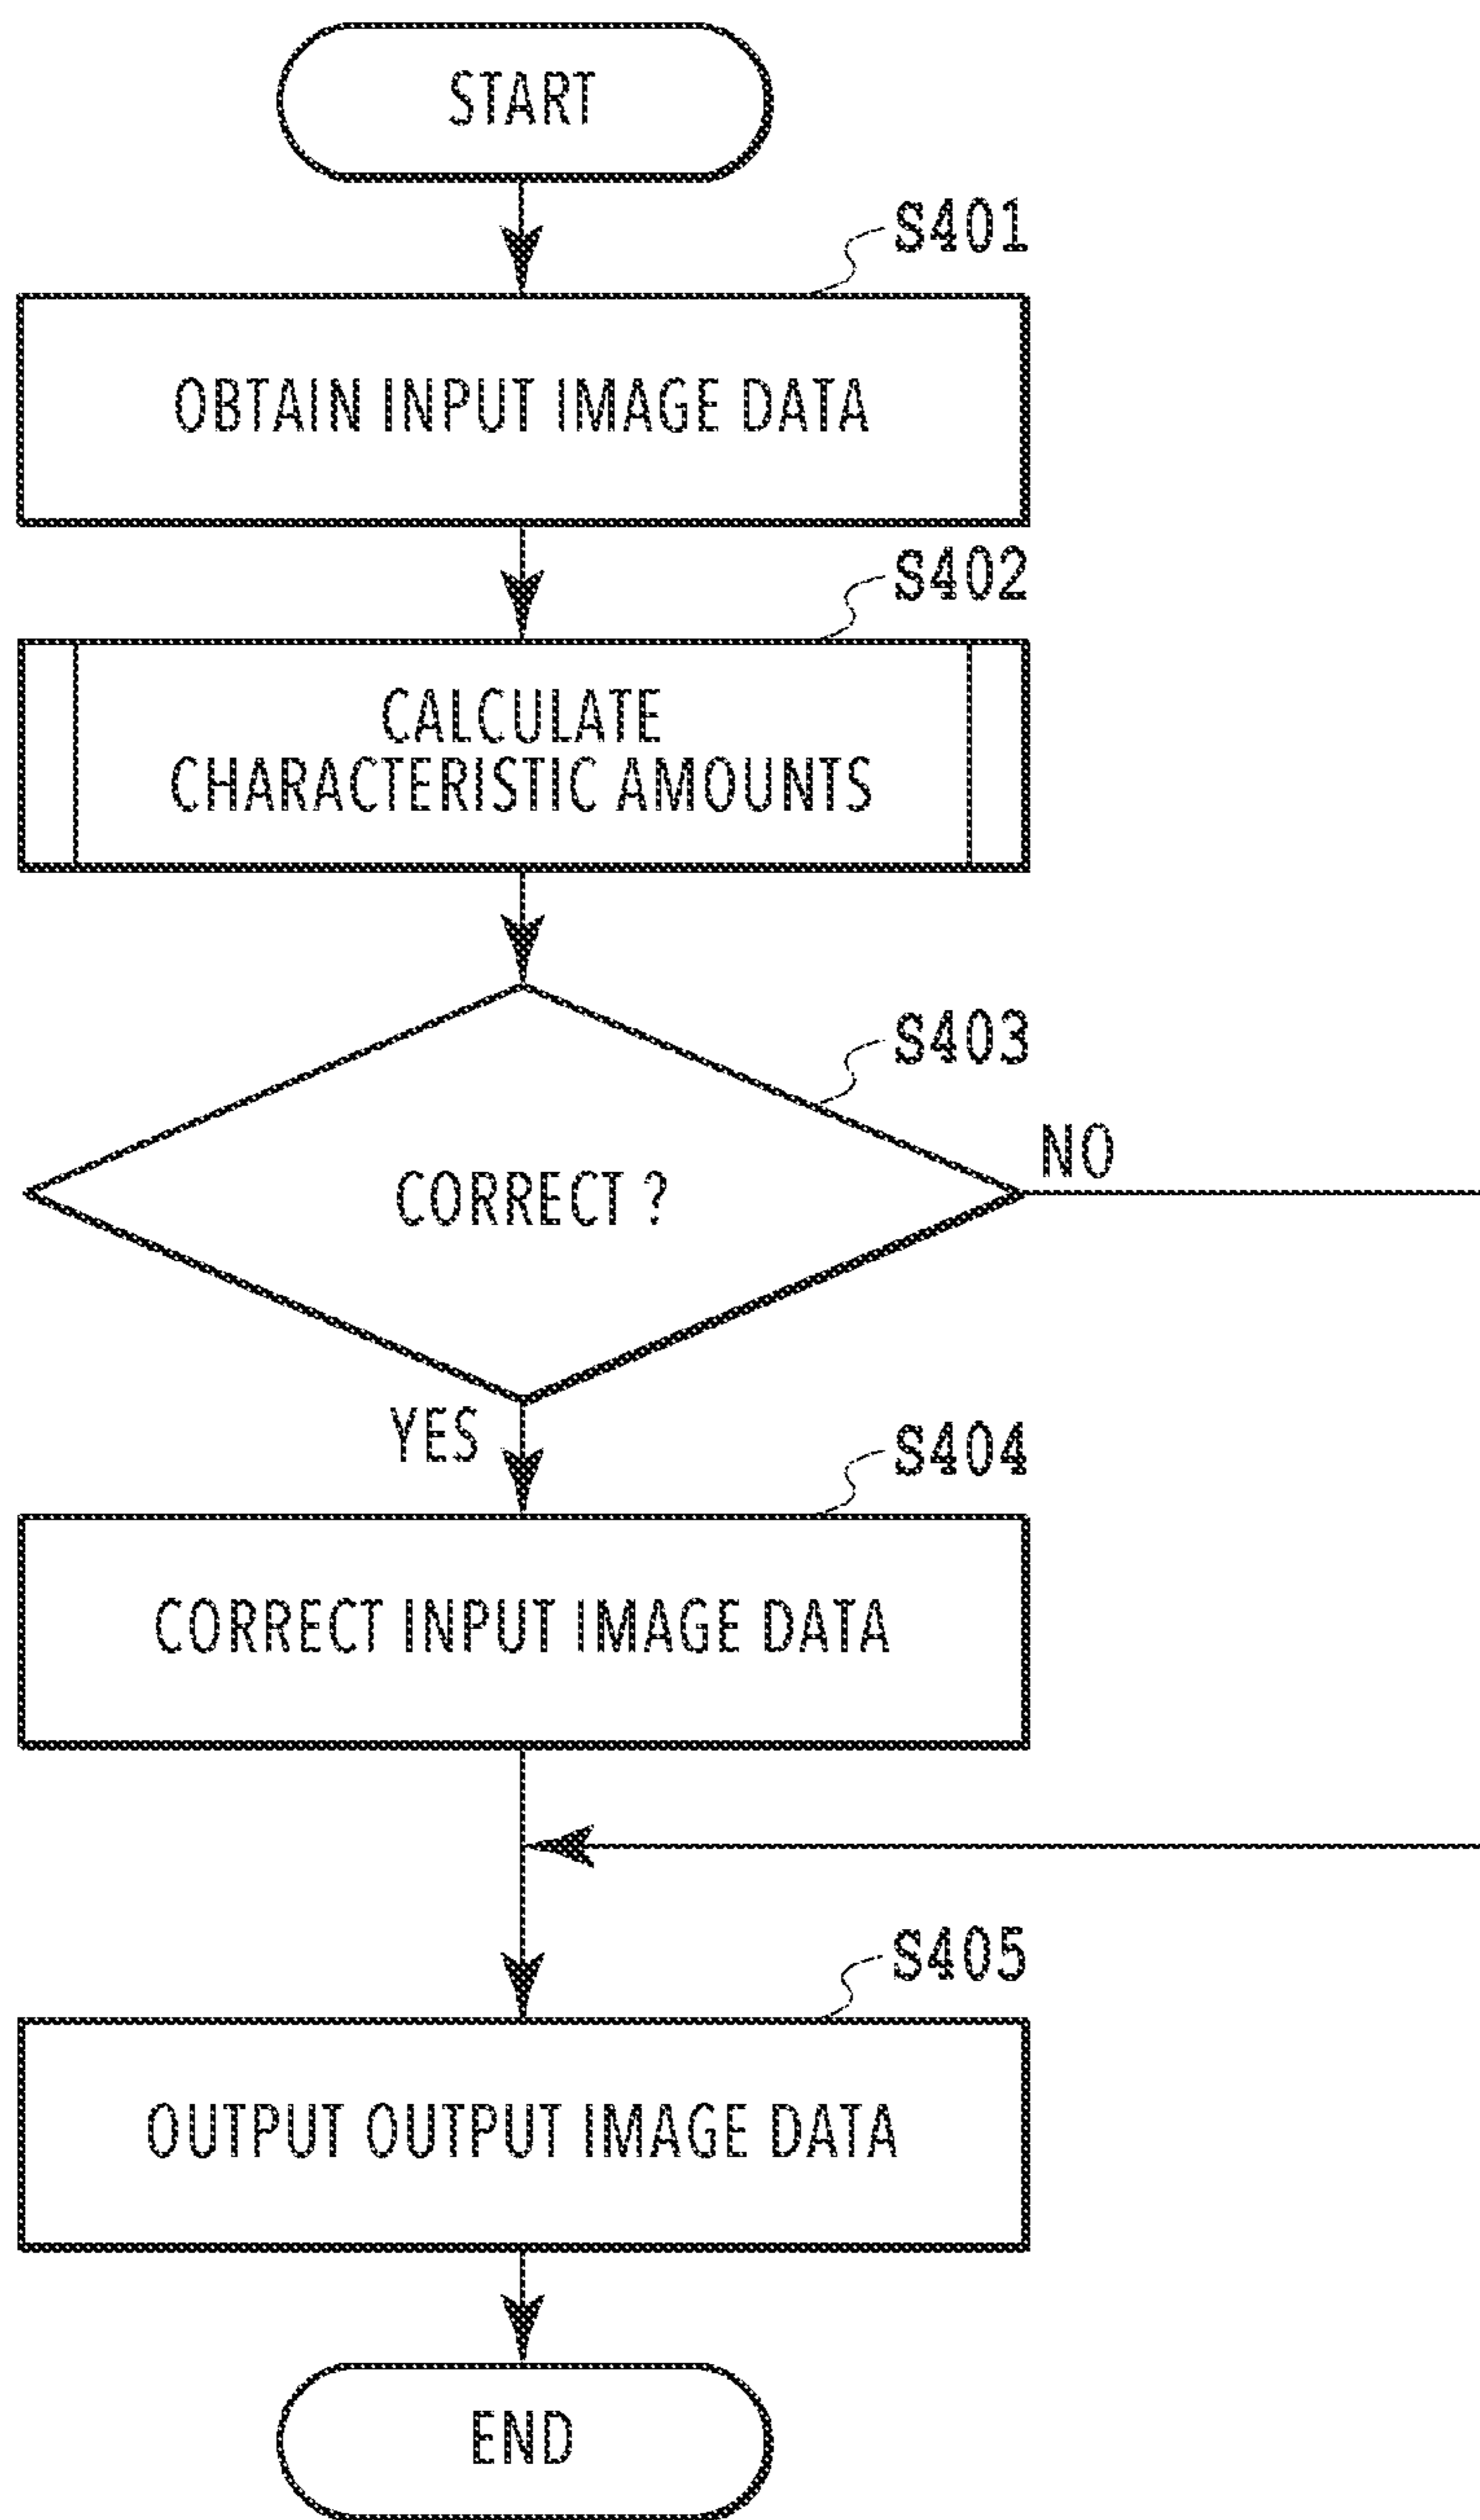 START
S401
OBTAIN INPUT IMAGE DATA
S402
CALCULATE
CHARACTERISTIC AMOUNTS
S403
CORRECT ?
NO
YES
S404
CORRECT INPUT IMAGE DATA
S405
OUTPUT OUTPUT IMAGE DATA
END